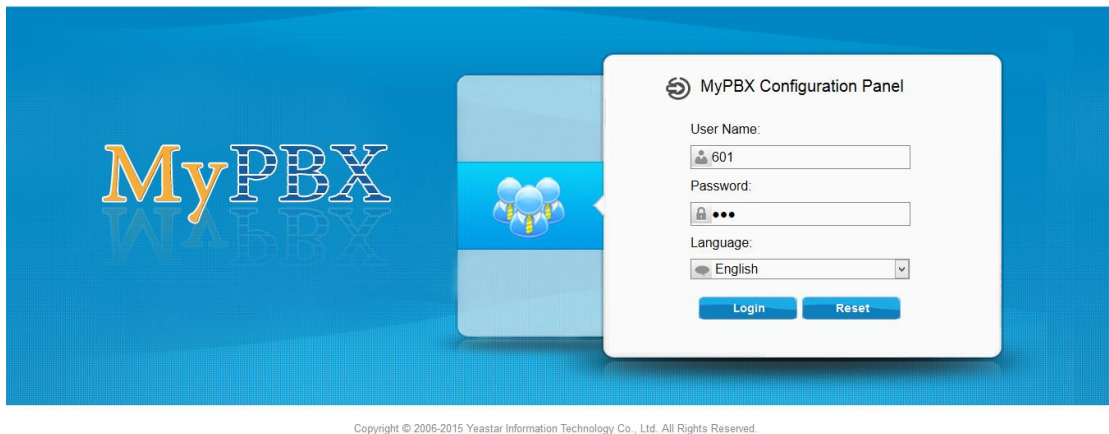 MyPBX
MyPBX Configuration Panel
User Name:
601
Password:
●●●
Language:
English
Login Reset
Copyright © 2006-2015 Yeastar Information Technology Co., Ltd. All Rights Reserved.